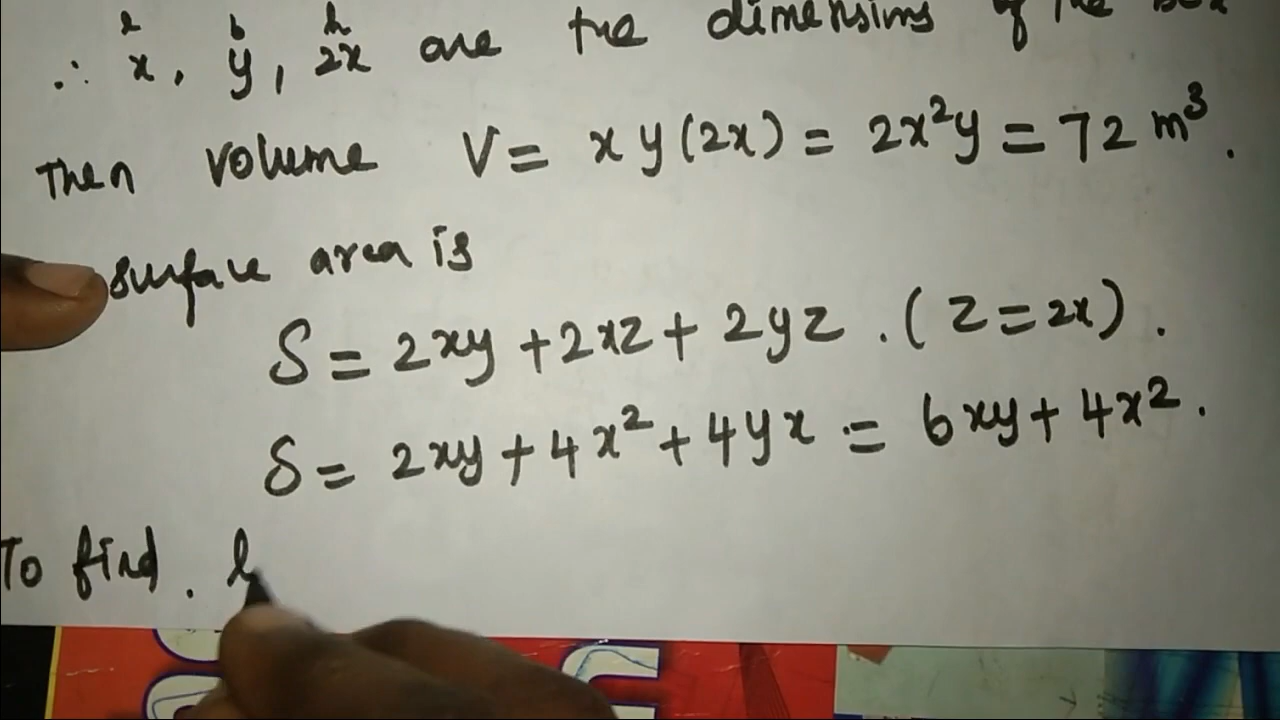 l b h
∴ x, y, 2x are the dimensions of the box
Then volume V = xy(2x) = 2x²y = 72 m³.
surface area is
S = 2xy + 2xz + 2yz . (z = 2x).
S = 2xy + 4x² + 4yx = 6xy + 4x².
To find. l